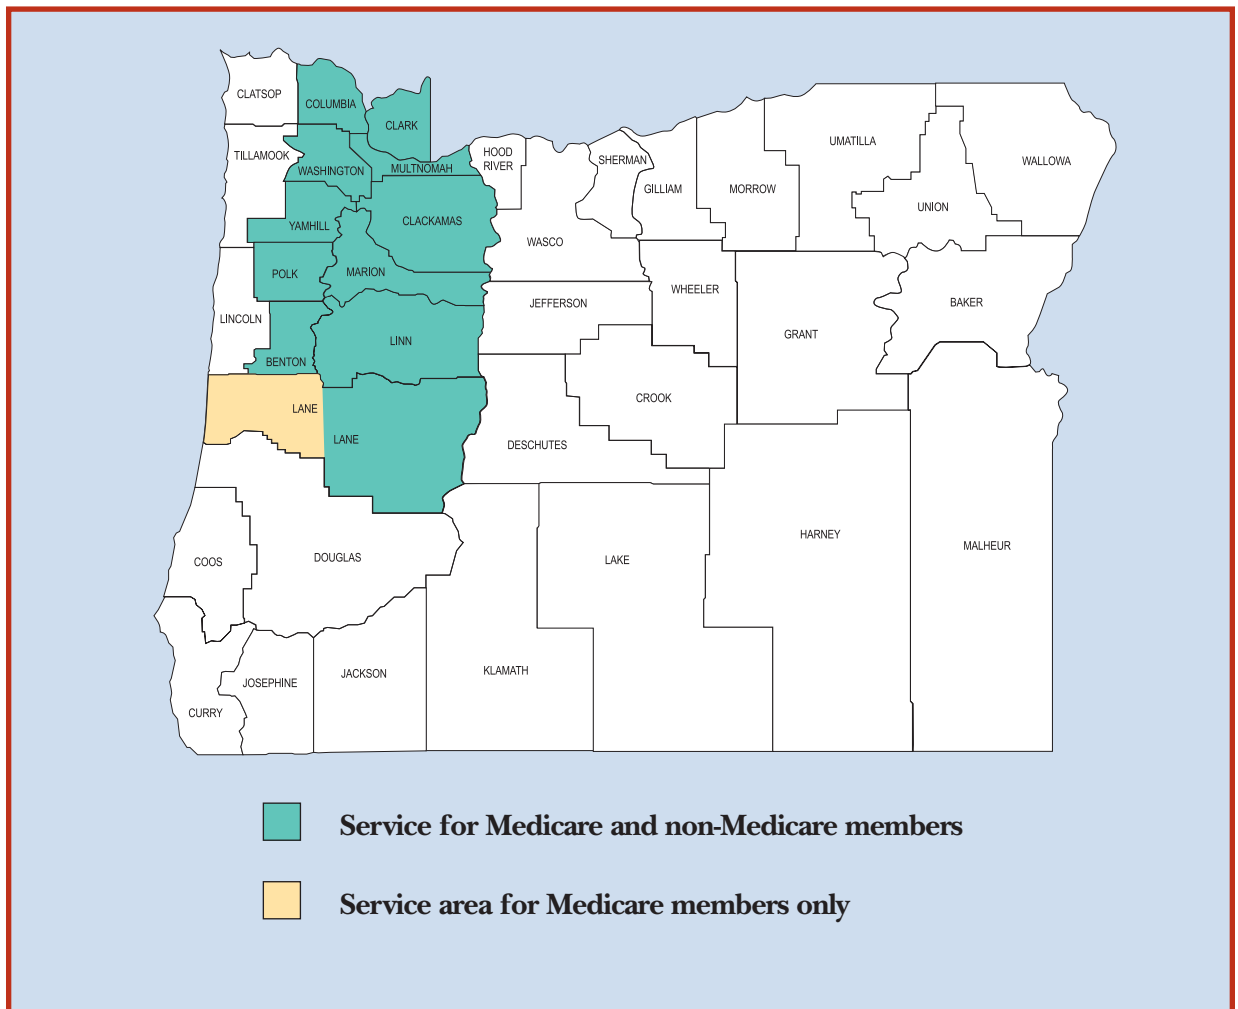 CLATSOP
COLUMBIA
CLARK
TILLAMOOK
WASHINGTON
MULTNOMAH
HOOD
RIVER
SHERMAN
GILLIAM
MORROW
UMATILLA
UNION
WALLOWA
YAMHILL
CLACKAMAS
WASCO
POLK
MARION
JEFFERSON
WHEELER
GRANT
BAKER
LINCOLN
BENTON
LINN
LANE
LANE
CROOK
DESCHUTES
COOS
DOUGLAS
LAKE
HARNEY
MALHEUR
CURRY
JOSEPHINE
JACKSON
KLAMATH
Service for Medicare and non-Medicare members
Service area for Medicare members only